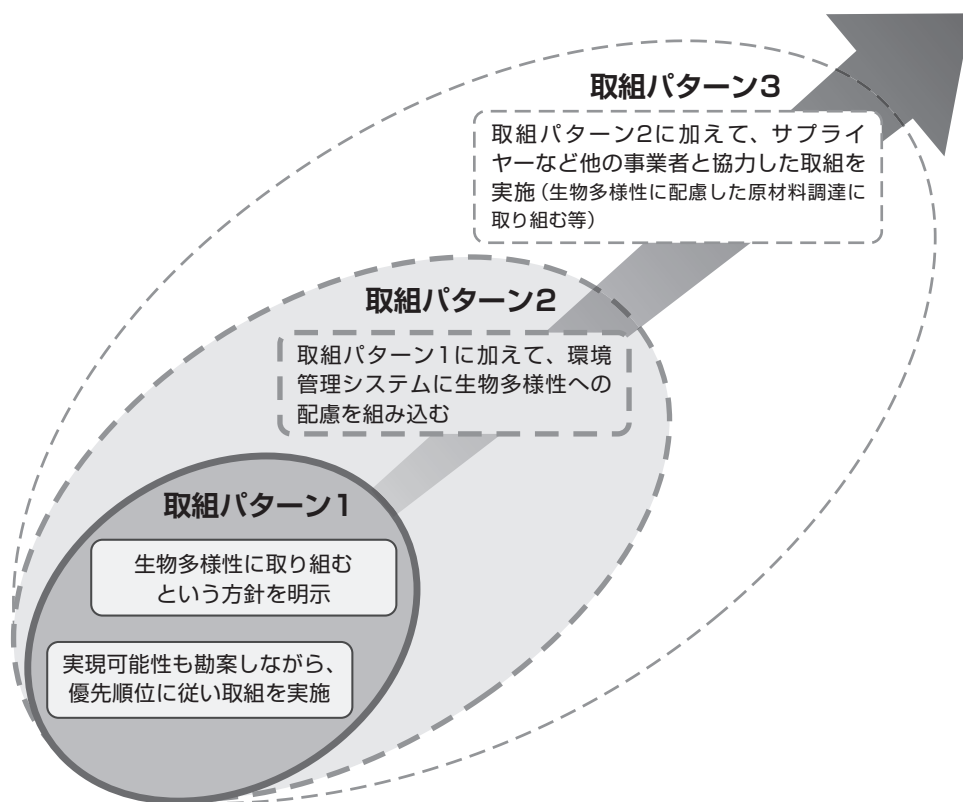 取組パターン3
取組パターン2に加えて、サプライ
ヤーなど他の事業者と協力した取組を
実施（生物多様性に配慮した原材料調達に
取り組む等）
取組パターン2
取組パターン1に加えて、環境
管理システムに生物多様性への
配慮を組み込む
取組パターン1
生物多様性に取り組む
という方針を明示
実現可能性も勘案しながら、
優先順位に従い取組を実施